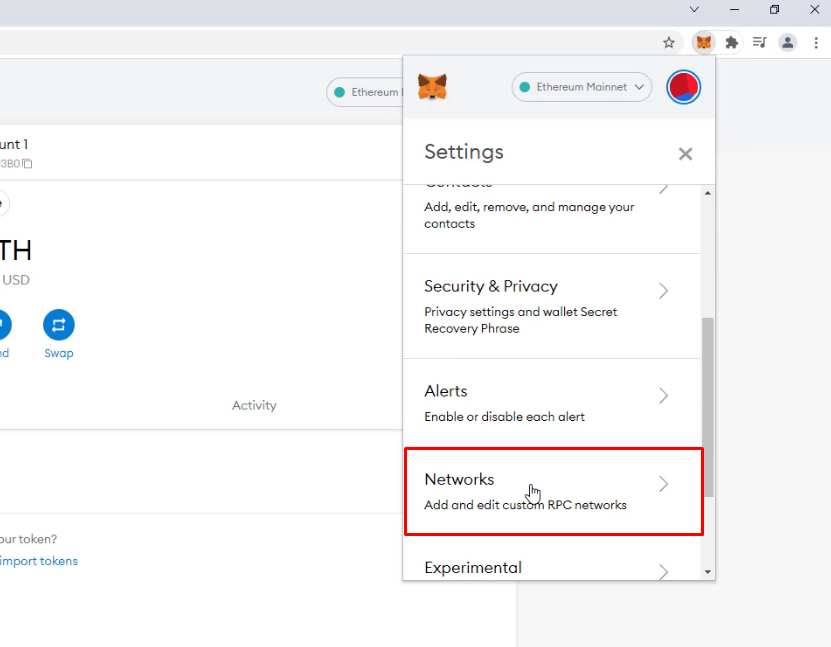 Ethereum
Ethereum Mainnet
unt 1
3B0
Settings
Contacts
Add, edit, remove, and manage your
contacts
TH
USD
Security & Privacy
Privacy settings and wallet Secret
Recovery Phrase
nd
Swap
Alerts
Enable or disable each alert
Activity
Networks
Add and edit custom RPC networks
our token?
import tokens
Experimental